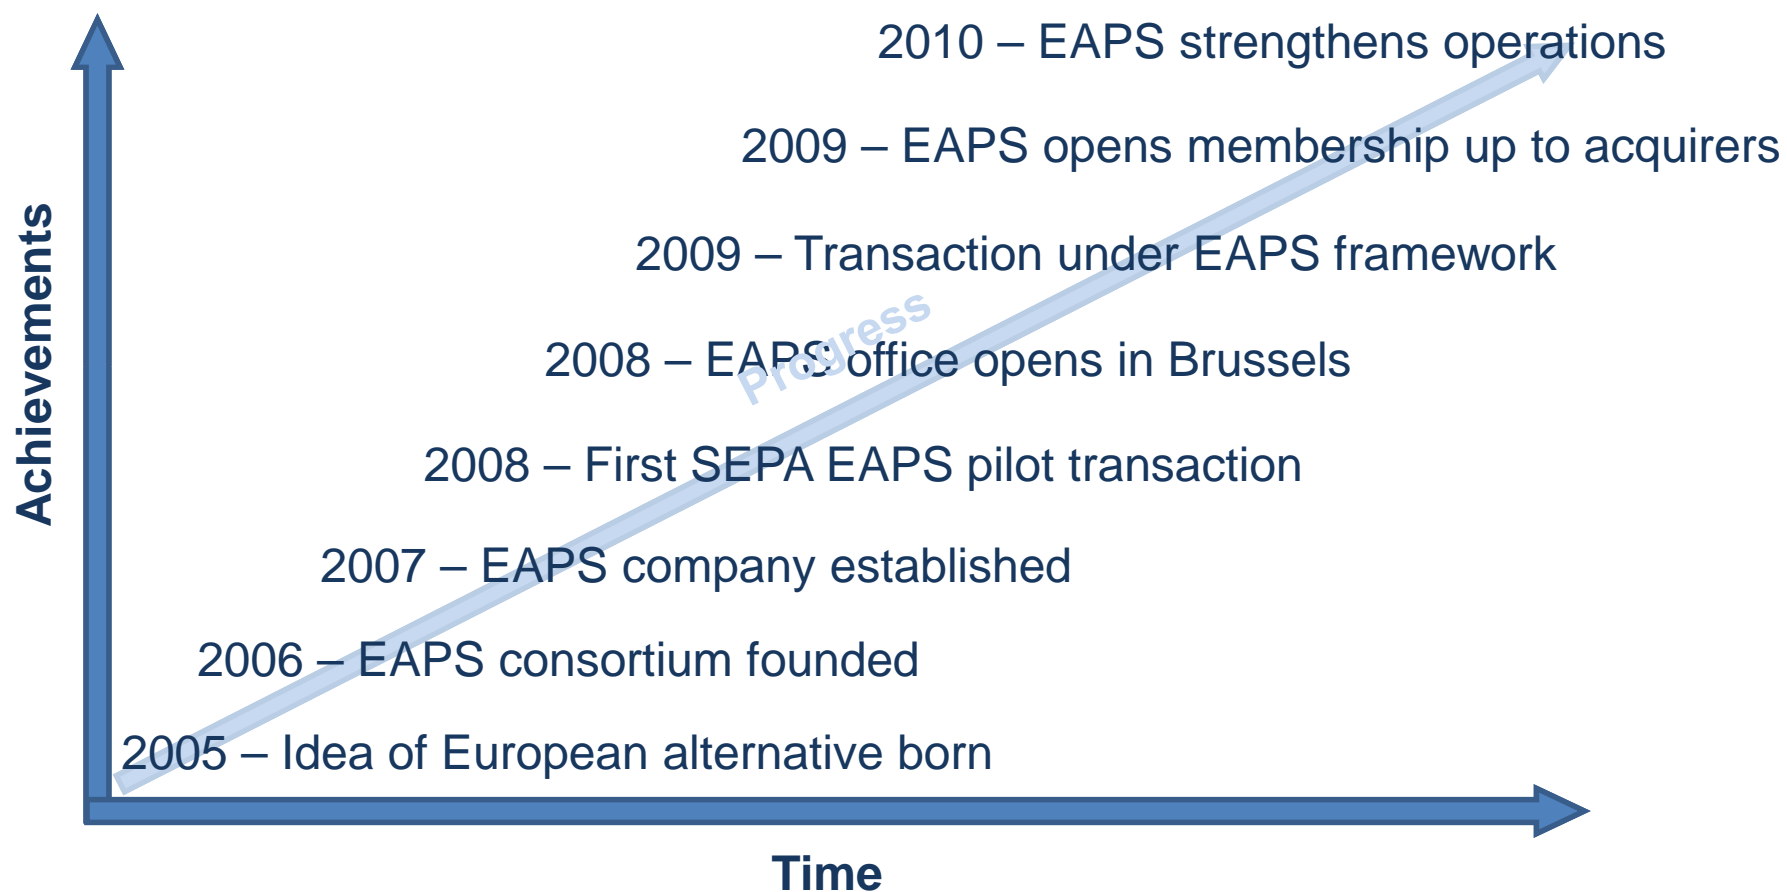 2010 – EAPS strengthens operations
2009 – EAPS opens membership up to acquirers
2009 – Transaction under EAPS framework
Progress
2008 – EAPS office opens in Brussels
2008 – First SEPA EAPS pilot transaction
2007 – EAPS company established
2006 – EAPS consortium founded
2005 – Idea of European alternative born
Achievements
Time